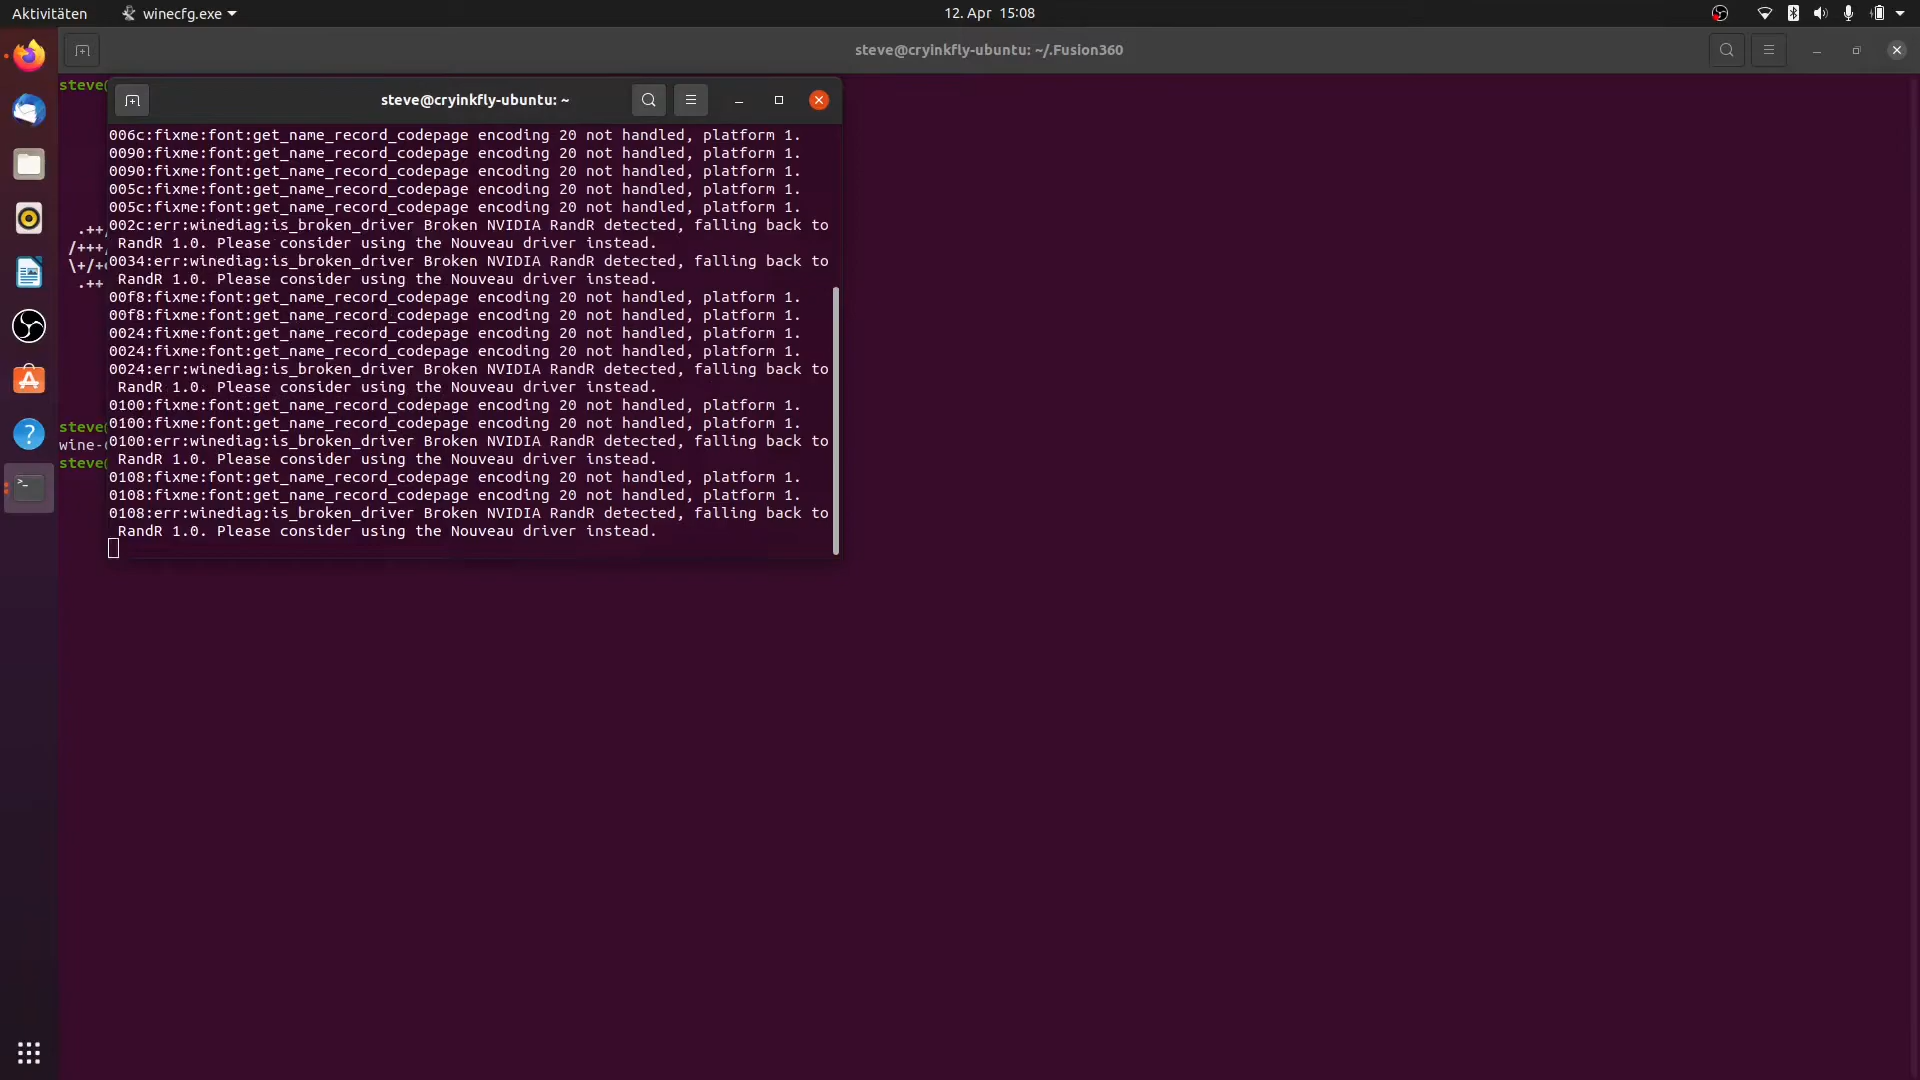 Aktivitäten winecfg.exe 12. Apr 15:08
steve@cryinkfly-ubuntu: ~/.Fusion360
steve@
steve@cryinkfly-ubuntu: ~
006c:fixme:font:get_name_record_codepage encoding 20 not handled, platform 1.
0090:fixme:font:get_name_record_codepage encoding 20 not handled, platform 1.
0090:fixme:font:get_name_record_codepage encoding 20 not handled, platform 1.
005c:fixme:font:get_name_record_codepage encoding 20 not handled, platform 1.
005c:fixme:font:get_name_record_codepage encoding 20 not handled, platform 1.
002c:err:winediag:is_broken_driver Broken NVIDIA RandR detected, falling back to
RandR 1.0. Please consider using the Nouveau driver instead.
0034:err:winediag:is_broken_driver Broken NVIDIA RandR detected, falling back to
RandR 1.0. Please consider using the Nouveau driver instead.
00f8:fixme:font:get_name_record_codepage encoding 20 not handled, platform 1.
00f8:fixme:font:get_name_record_codepage encoding 20 not handled, platform 1.
0024:fixme:font:get_name_record_codepage encoding 20 not handled, platform 1.
0024:fixme:font:get_name_record_codepage encoding 20 not handled, platform 1.
0024:err:winediag:is_broken_driver Broken NVIDIA RandR detected, falling back to
RandR 1.0. Please consider using the Nouveau driver instead.
0100:fixme:font:get_name_record_codepage encoding 20 not handled, platform 1.
0100:fixme:font:get_name_record_codepage encoding 20 not handled, platform 1.
0100:err:winediag:is_broken_driver Broken NVIDIA RandR detected, falling back to
RandR 1.0. Please consider using the Nouveau driver instead.
0108:fixme:font:get_name_record_codepage encoding 20 not handled, platform 1.
0108:fixme:font:get_name_record_codepage encoding 20 not handled, platform 1.
0108:err:winediag:is_broken_driver Broken NVIDIA RandR detected, falling back to
RandR 1.0. Please consider using the Nouveau driver instead.
.++
/+++
\+/+
.++
steve@
wine-
steve@